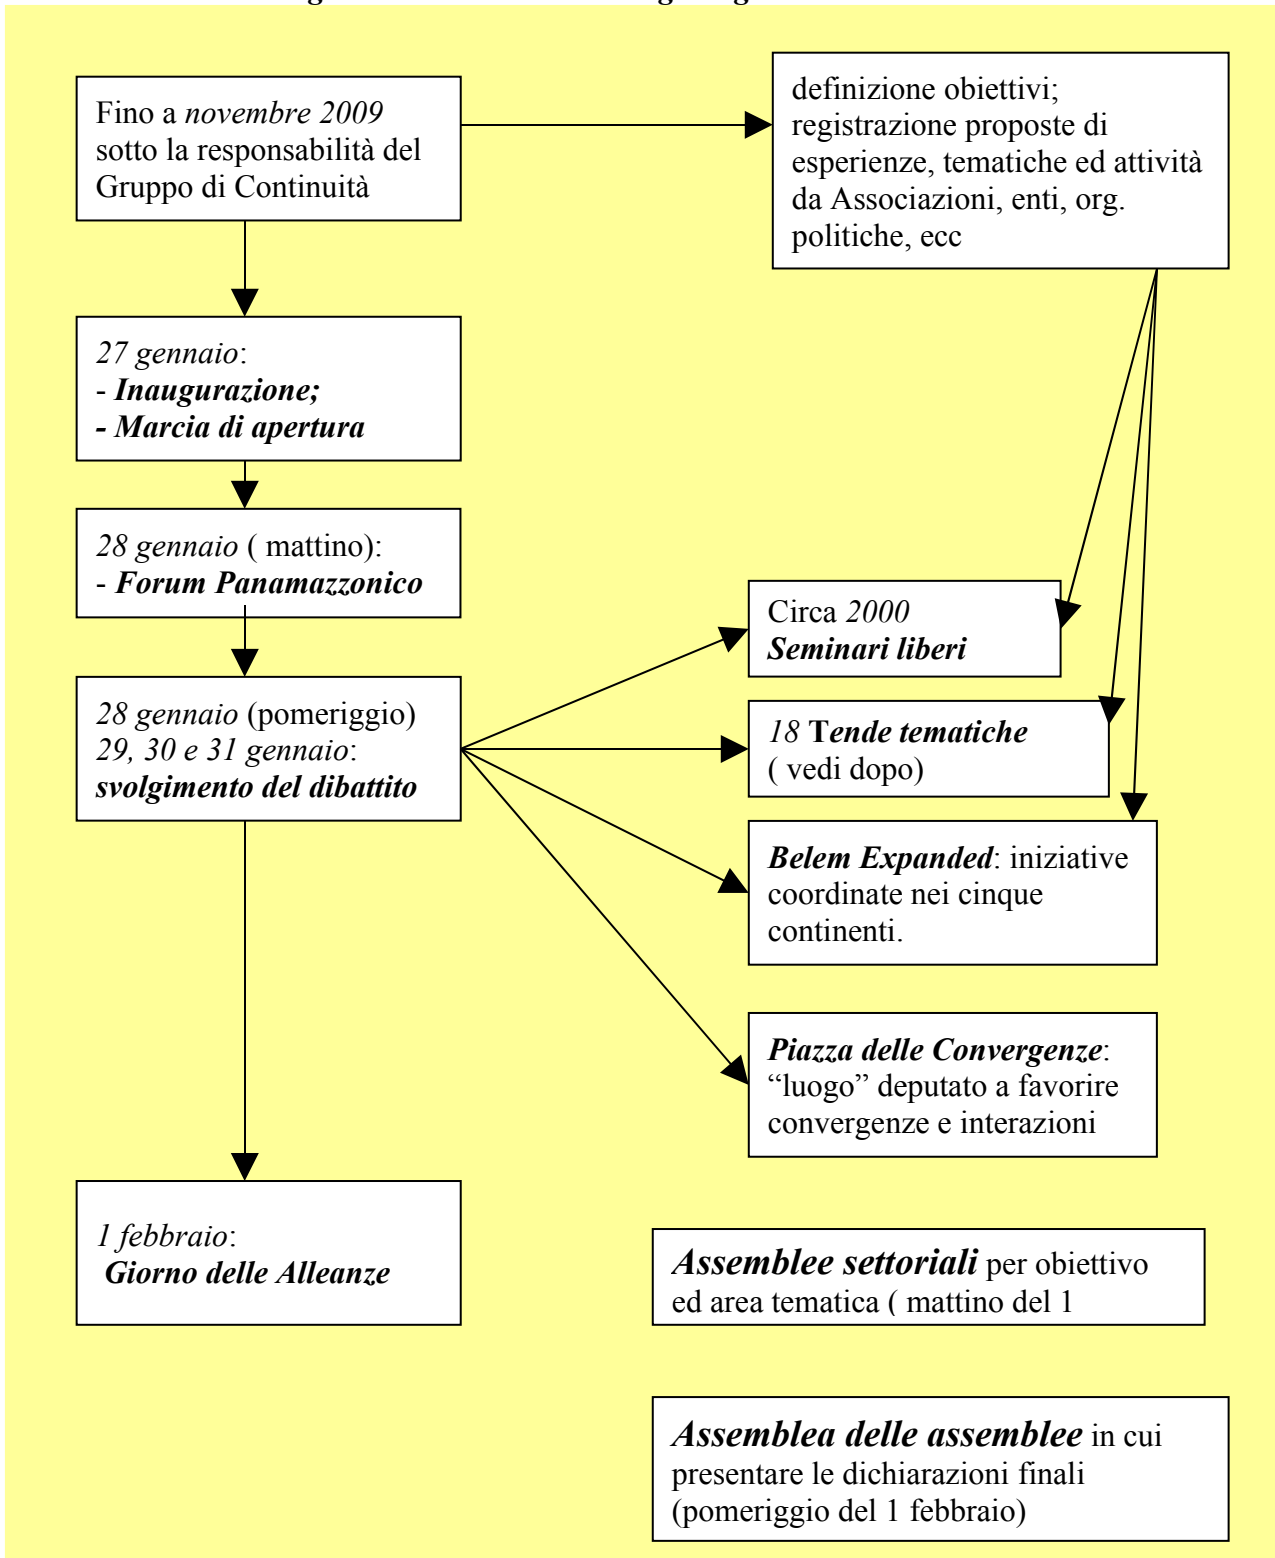 Fino a novembre 2009
sotto la responsabilità del
Gruppo di Continuità
definizione obiettivi;
registrazione proposte di
esperienze, tematiche ed attività
da Associazioni, enti, org.
politiche, ecc
27 gennaio:
- Inaugurazione;
- Marcia di apertura
28 gennaio ( mattino):
- Forum Panamazzonico
28 gennaio (pomeriggio)
29, 30 e 31 gennaio:
svolgimento del dibattito
Circa 2000
Seminari liberi
18 Tende tematiche
( vedi dopo)
Belem Expanded: iniziative
coordinate nei cinque
continenti.
Piazza delle Convergenze:
“luogo” deputato a favorire
convergenze e interazioni
1 febbraio:
Giorno delle Alleanze
Assemblee settoriali per obiettivo
ed area tematica ( mattino del 1
Assemblea delle assemblee in cui
presentare le dichiarazioni finali
(pomeriggio del 1 febbraio)